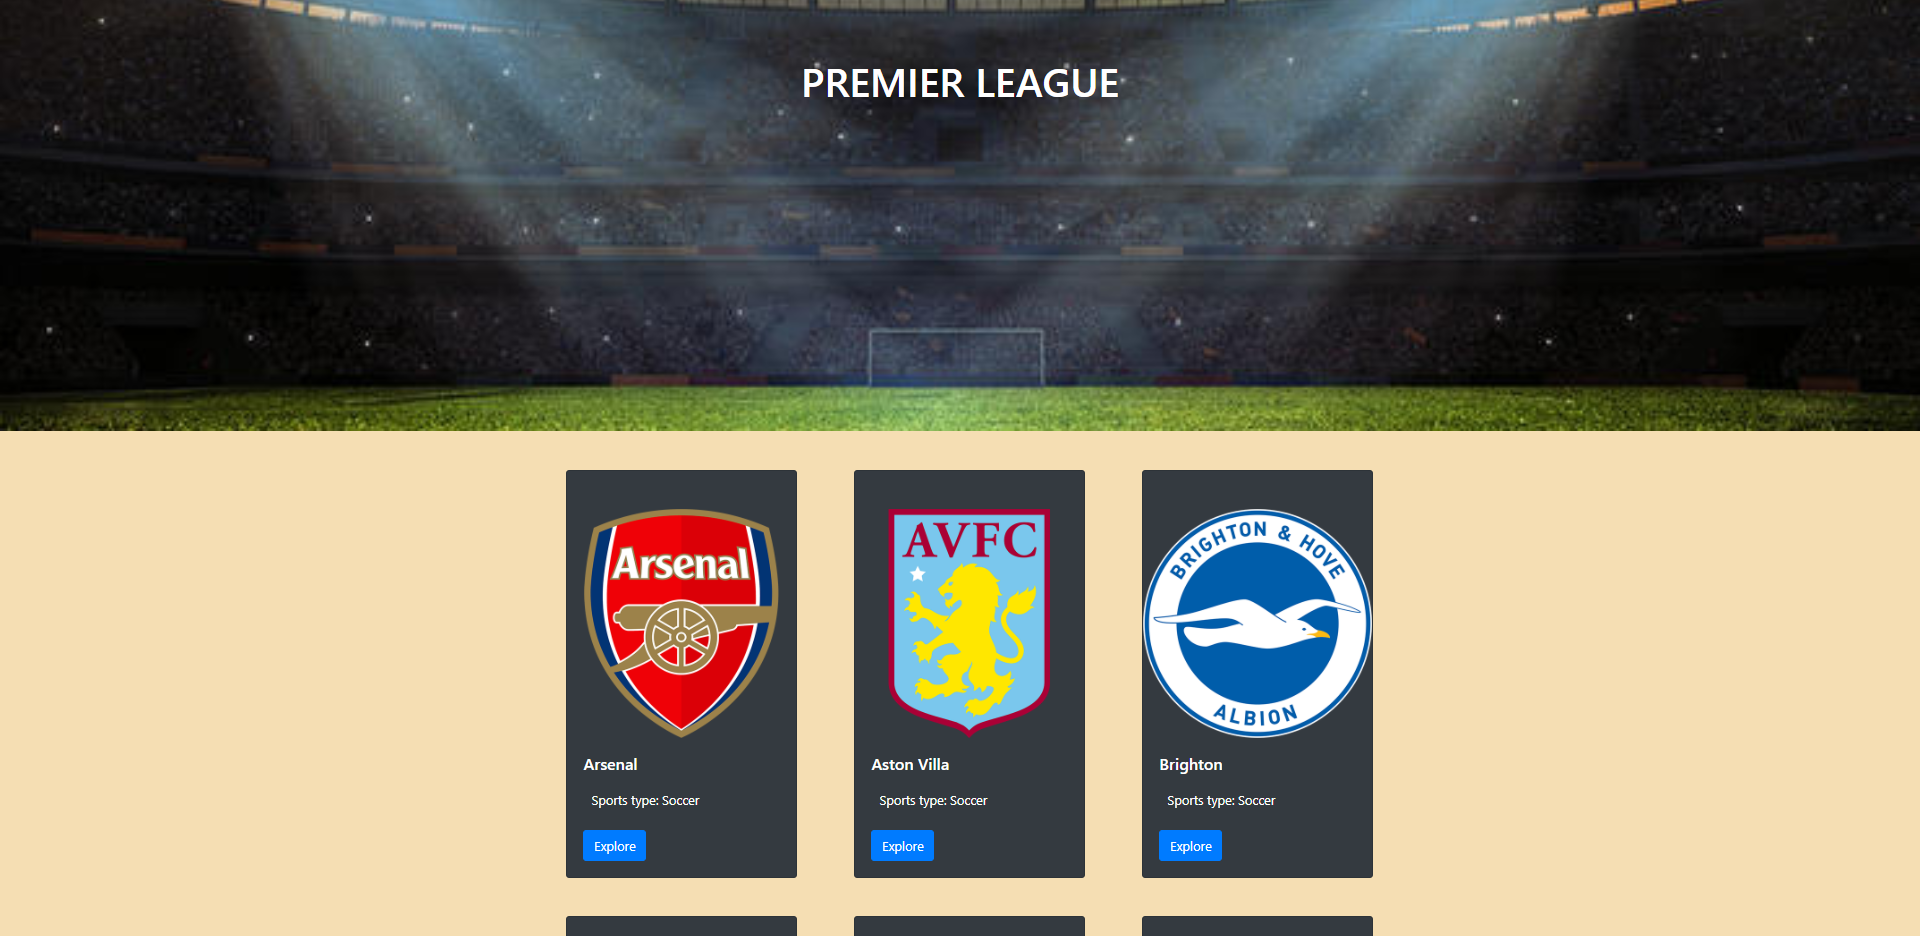 PREMIER LEAGUE
Arsenal
AVFC
BRIGHTON & HOVE
ALBION
Arsenal
Aston Villa
Brighton
Sports type: Soccer
Sports type: Soccer
Sports type: Soccer
Explore
Explore
Explore